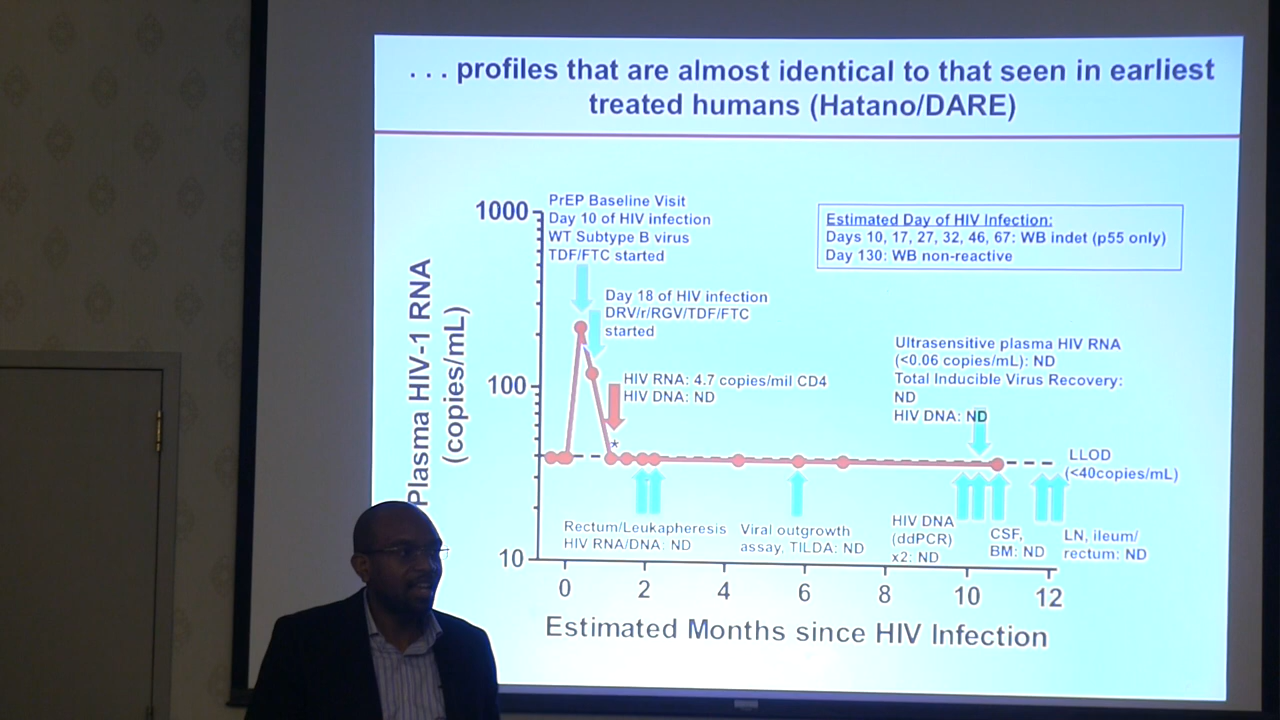 . . . profiles that are almost identical to that seen in earliest
treated humans (Hatano/DARE)
PrEP Baseline Visit
Day 10 of HIV infection
WT Subtype B virus
TDF/FTC started
Estimated Day of HIV Infection:
Days 10, 17, 27, 32, 46, 67: WB indet (p55 only)
Day 130: WB non-reactive
Day 18 of HIV infection
DRV/r/RGV/TDF/FTC
started
Ultrasensitive plasma HIV RNA
(<0.06 copies/mL): ND
Total Inducible Virus Recovery:
ND
HIV DNA: ND
HIV RNA: 4.7 copies/mil CD4
HIV DNA: ND
*
LLOD
(<40copies/mL)
Plasma HIV-1 RNA
(copies/mL)
1000
100
10
Rectum/Leukapheresis
HIV RNA/DNA: ND
Viral outgrowth
assay, TILDA: ND
HIV DNA
(ddPCR)
x2: ND
CSF,
BM: ND
LN, ileum/
rectum: ND
0 2 4 6 8 10 12
Estimated Months since HIV Infection